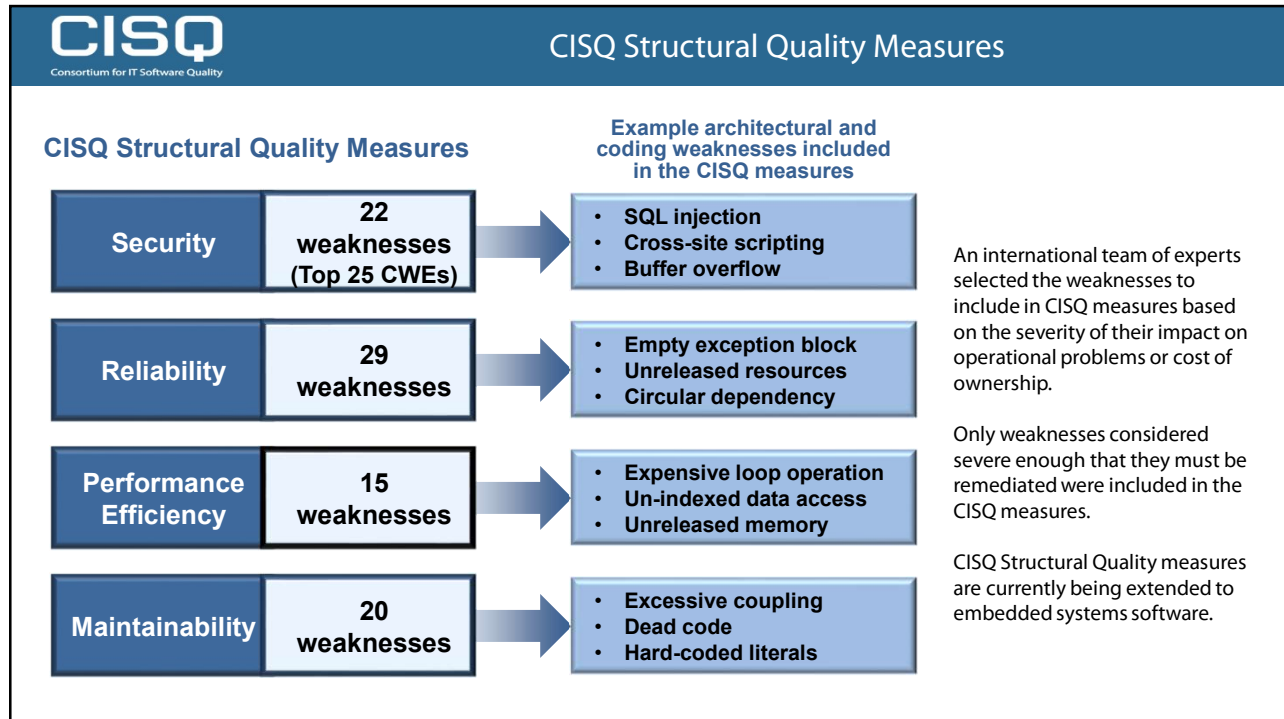 CISQ
Consortium for IT Software Quality
CISQ Structural Quality Measures
CISQ Structural Quality Measures
Example architectural and
coding weaknesses included
in the CISQ measures
Security
22
weaknesses
(Top 25 CWEs)
• SQL injection
• Cross-site scripting
• Buffer overflow
Reliability
29
weaknesses
• Empty exception block
• Unreleased resources
• Circular dependency
Performance
Efficiency
15
weaknesses
• Expensive loop operation
• Un-indexed data access
• Unreleased memory
Maintainability
20
weaknesses
• Excessive coupling
• Dead code
• Hard-coded literals
An international team of experts
selected the weaknesses to
include in CISQ measures based
on the severity of their impact on
operational problems or cost of
ownership.
Only weaknesses considered
severe enough that they must be
remediated were included in the
CISQ measures.
CISQ Structural Quality measures
are currently being extended to
embedded systems software.